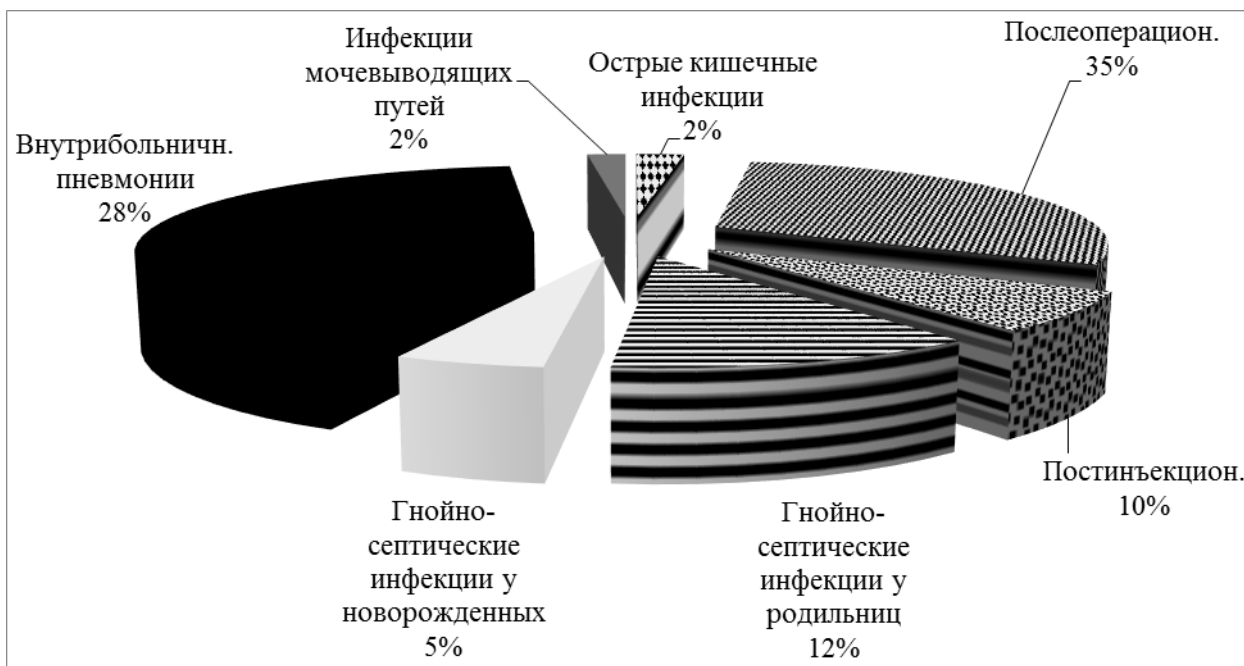 Инфекции
мочевыводящих
путей
2%
Острые кишечные
инфекции
2%
Послеоперацион.
35%
Внутрибольничн.
пневмонии
28%
Постинъекцион.
10%
Гнойно-
септические
инфекции у
новорожденных
5%
Гнойно-
септические
инфекции у
родильниц
12%